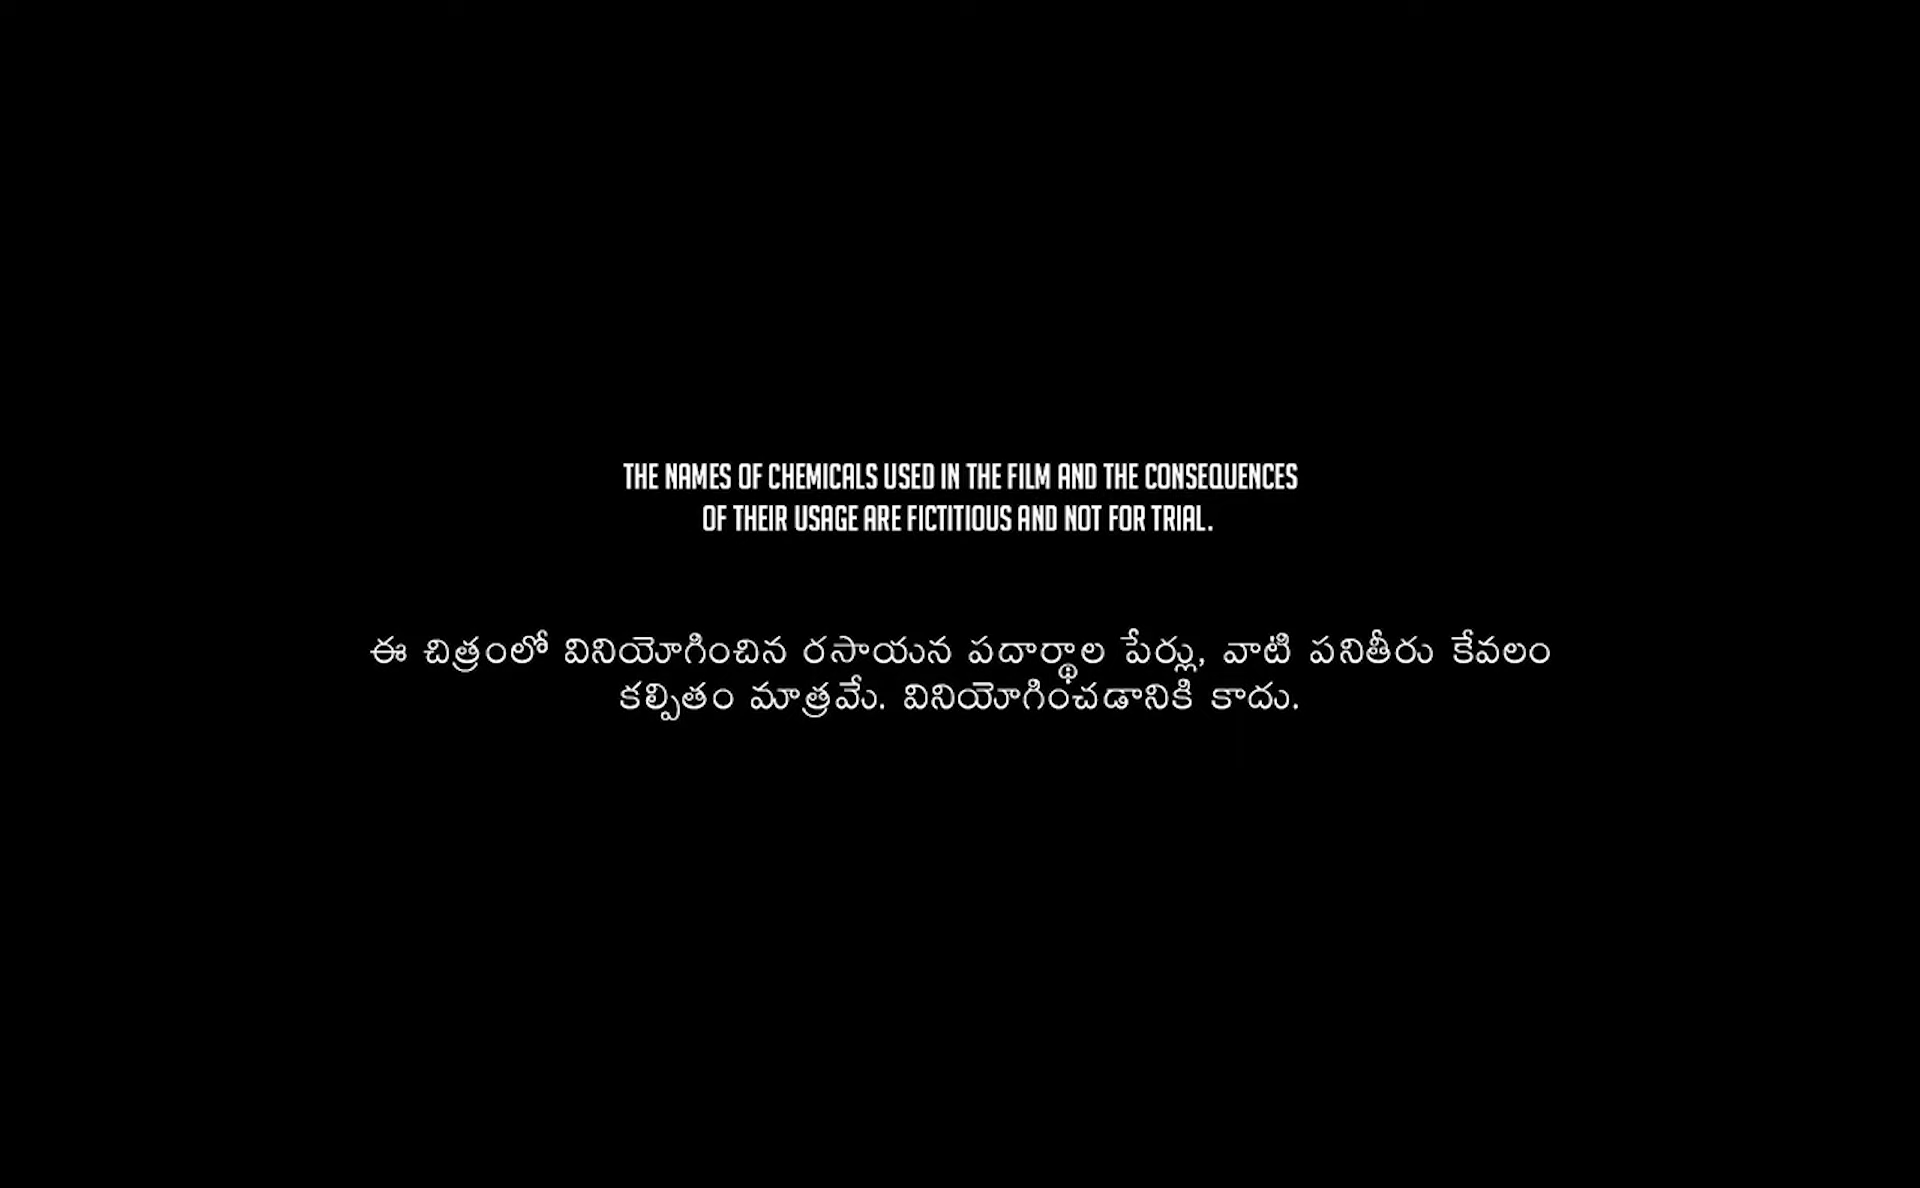 THE NAMES OF CHEMICALS USED IN THE FILM AND THE CONSEQUENCES
OF THEIR USAGE ARE FICTITIOUS AND NOT FOR TRIAL.
ఈ చిత్రంలో వినియోగించిన రసాయన పదార్థాల పేర్లు, వాటి పనితీరు కేవలం
కల్పితం మాత్రమే. వినియోగించడానికి కాదు.